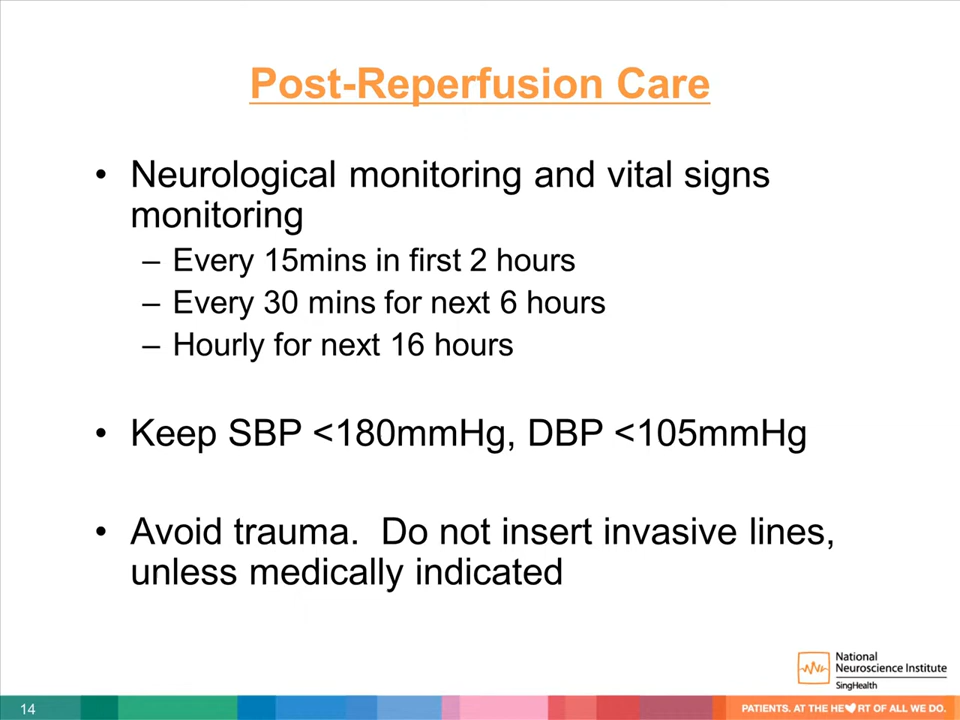 Post-Reperfusion Care
• Neurological monitoring and vital signs
monitoring
– Every 15mins in first 2 hours
– Every 30 mins for next 6 hours
– Hourly for next 16 hours
• Keep SBP <180mmHg, DBP <105mmHg
• Avoid trauma.  Do not insert invasive lines,
unless medically indicated
National
Neuroscience Institute
SingHealth
14
PATIENTS. AT THE HE♥RT OF ALL WE DO.